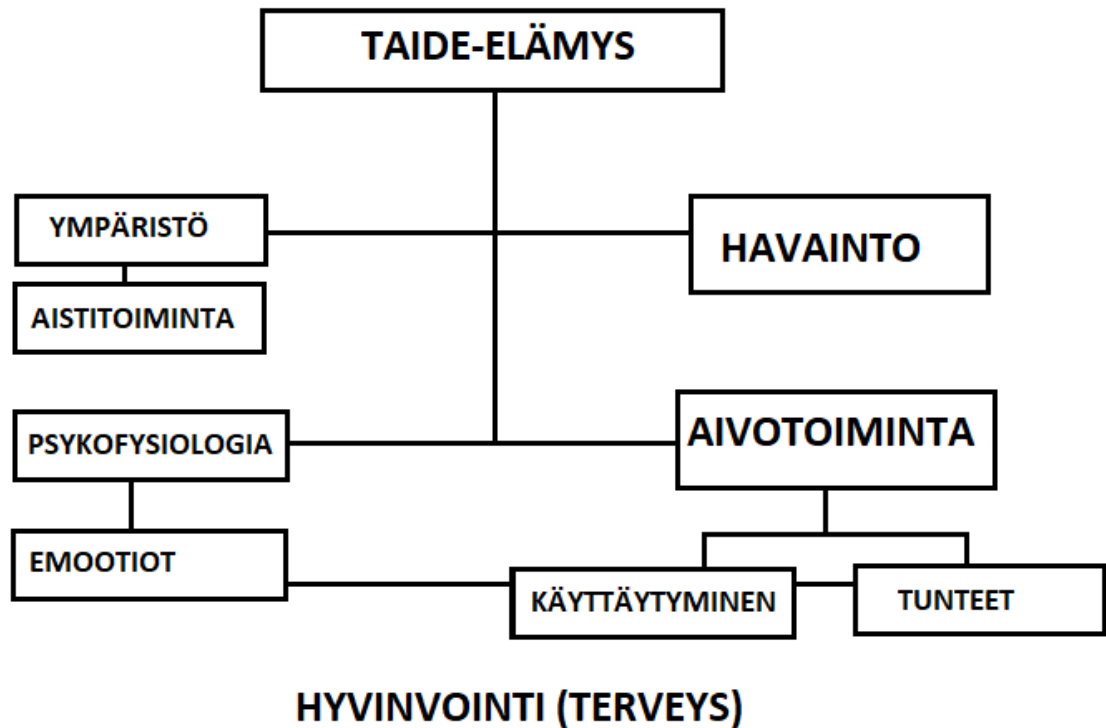 TAIDE-ELÄMYS
YMPÄRISTÖ
HAVAINTO
AISTITOIMINTA
PSYKOFYSIOLOGIA
AIVOTOIMINTA
EMOOTIOT
KÄYTTÄYTYMINEN
TUNTEET
HYVINVOINTI (TERVEYS)